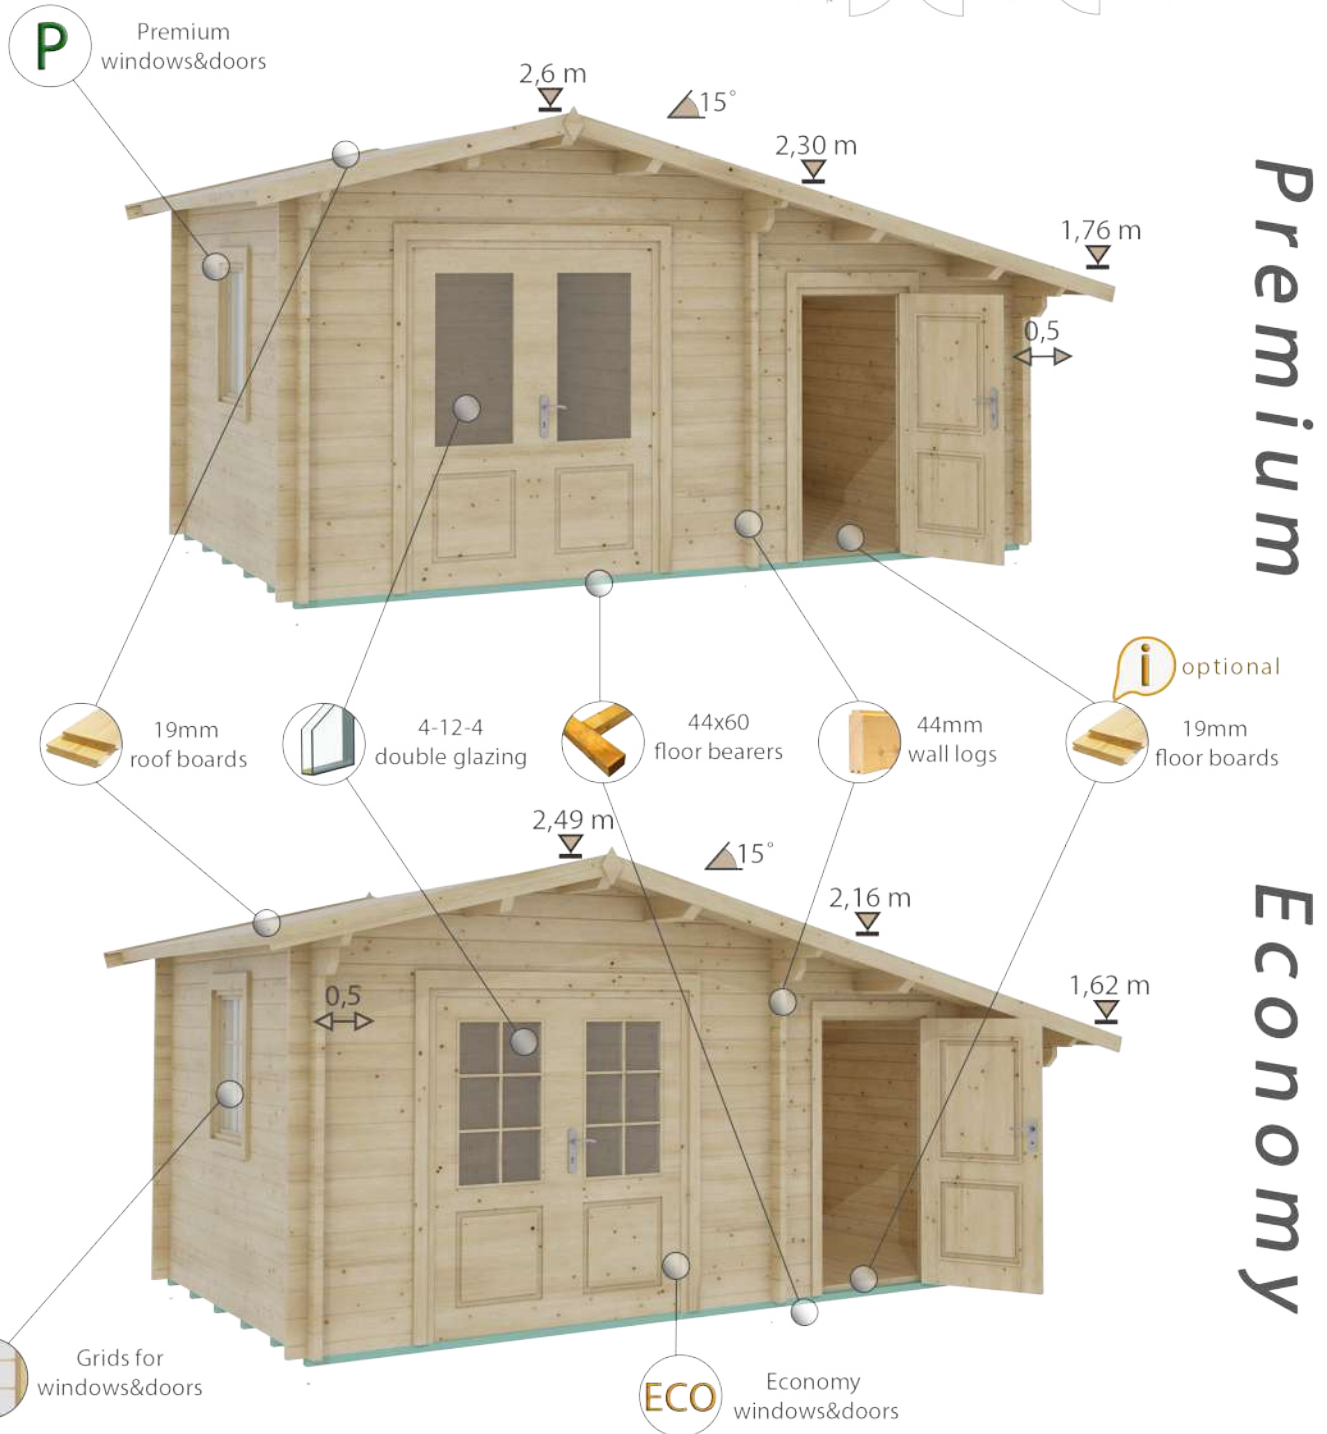 P
Premium
windows&doors
2,6 m
15°
2,30 m
1,76 m
0,5
Premium
i optional
19mm
roof boards
4-12-4
double glazing
44x60
floor bearers
44mm
wall logs
19mm
floor boards
2,49 m
15°
2,16 m
1,62 m
0,5
Economy
Grids for
windows&doors
ECO
Economy
windows&doors